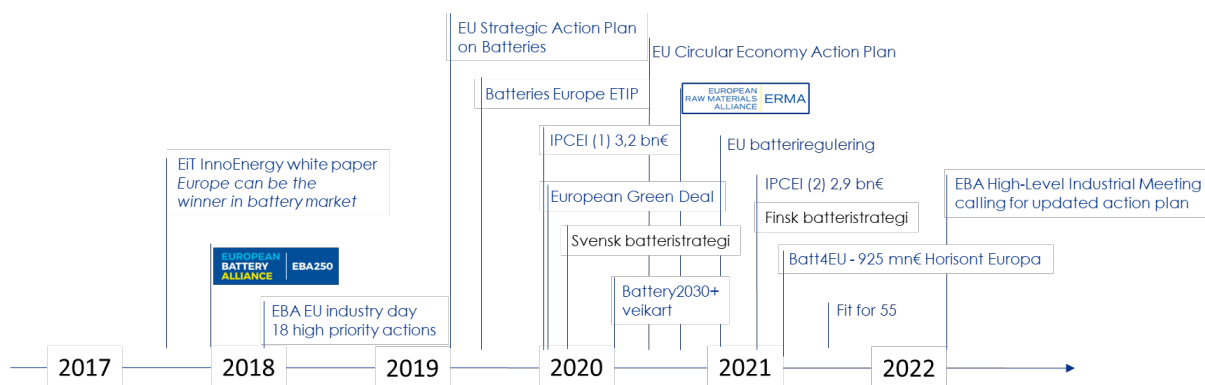 EU Strategic Action Plan
on Batteries
EU Circular Economy Action Plan
Batteries Europe ETIP
EUROPEAN
RAW MATERIALS
ALLIANCE
ERMA
IPCEI (1) 3,2 bn€
EU batteriregulering
EiT InnoEnergy white paper
Europe can be the
winner in battery market
European Green Deal
IPCEI (2) 2,9 bn€
EBA High-Level Industrial Meeting
calling for updated action plan
Finsk batteristrategi
Svensk batteristrategi
EUROPEAN
BATTERY
ALLIANCE
EBA250
Batt4EU - 925 mn€ Horisont Europa
Battery2030+
veikart
EBA EU industry day
18 high priority actions
Fit for 55
2017
2018
2019
2020
2021
2022